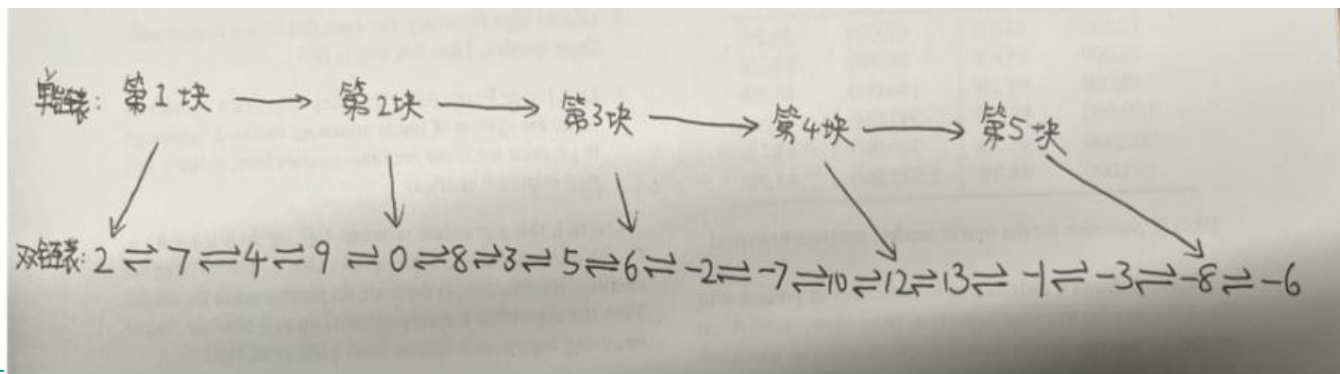 单链表: 第1块 → 第2块 → 第3块 → 第4块 → 第5块
双链表: 2 ⇌ 7 ⇌ 4 ⇌ 9 ⇌ 0 ⇌ 8 ⇌ 3 ⇌ 5 ⇌ 6 ⇌ -2 ⇌ -7 ⇌ 10 ⇌ 12 ⇌ 13 ⇌ -1 ⇌ -3 ⇌ -8 ⇌ -6